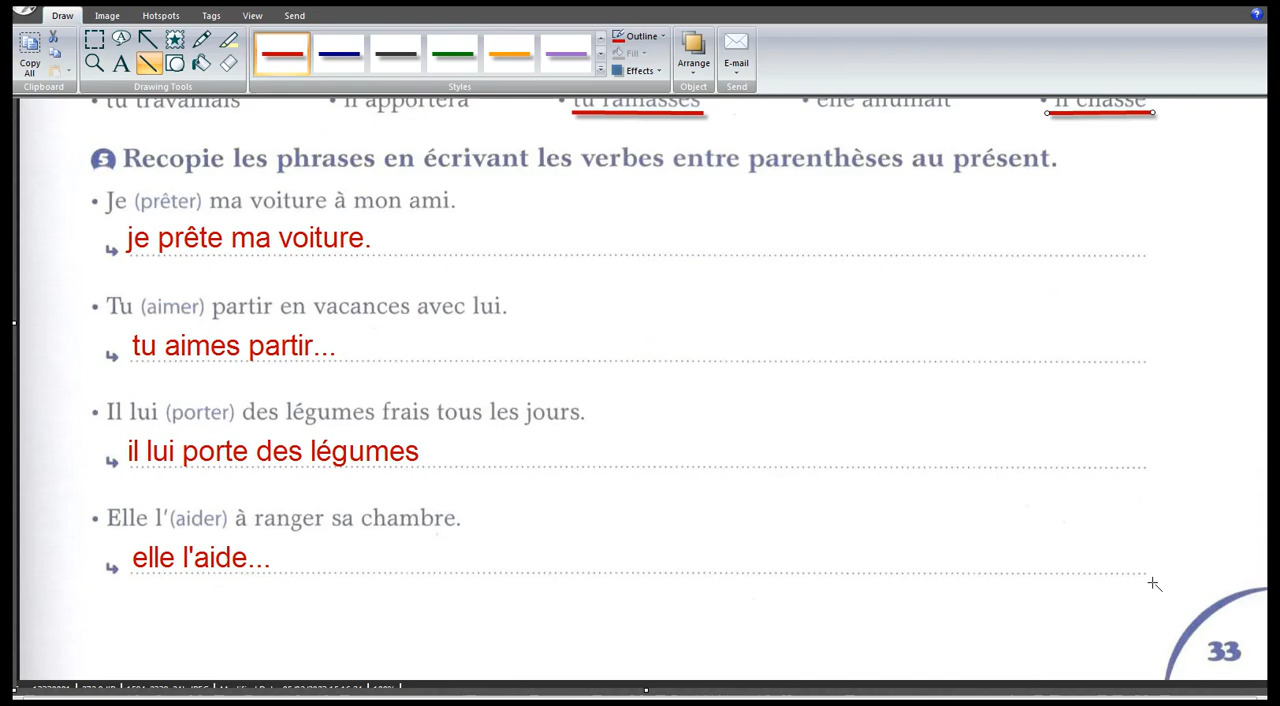 Draw Image Hotspots Tags View Send
Outline
Fill
Effects
Copy All
Arrange
E-mail
Clipboard Drawing Tools Styles Object Send
• tu travaillais • il apportera • tu ramasses • elle allumait • il chasse
5 Recopie les phrases en écrivant les verbes entre parenthèses au présent.
• Je (prêter) ma voiture à mon ami.
je prête ma voiture.
• Tu (aimer) partir en vacances avec lui.
tu aimes partir...
• Il lui (porter) des légumes frais tous les jours.
il lui porte des légumes
• Elle l'(aider) à ranger sa chambre.
elle l'aide...
33